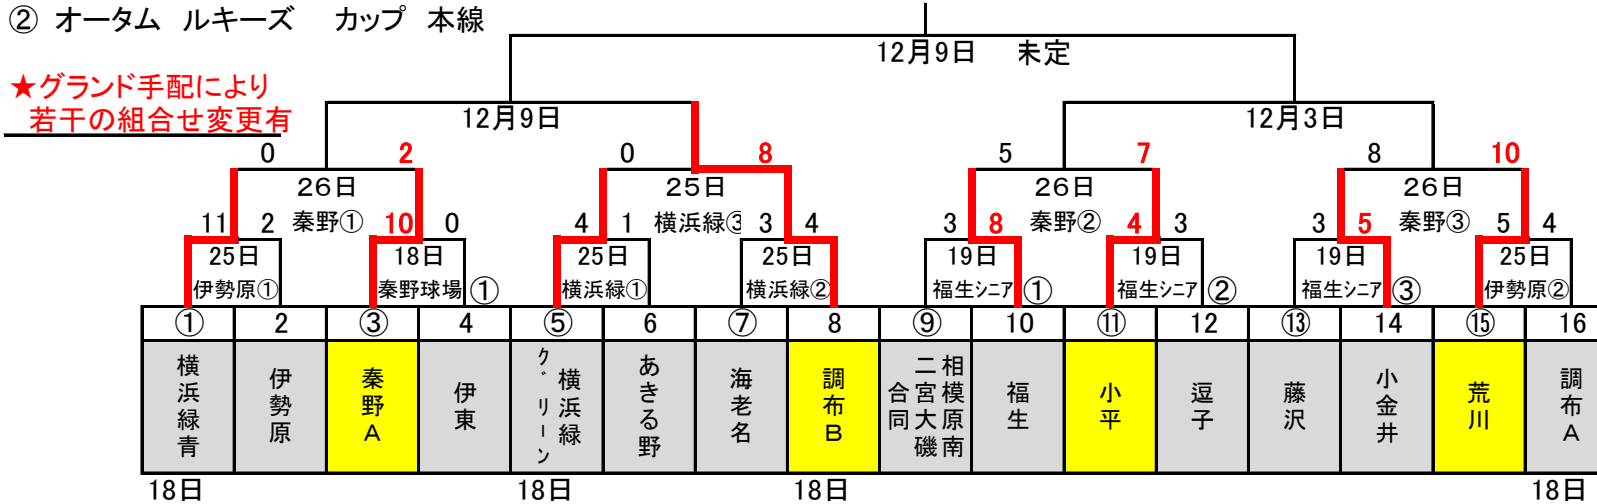 ② オータム ルキーズ カップ 本線
12月9日 未定
★グランド手配により
若干の組合せ変更有
12月9日 12月3日
0 2 0 8 5 7 8 10
26日 25日 26日 26日
秦野① 横浜緑③ 秦野② 秦野③
11 2 10 0 4 1 3 4 3 8 4 3 3 5 5 4
25日 18日 25日 25日 19日 19日 19日 25日
伊勢原① 秦野球場 ① 横浜緑① 横浜緑② 福生シニア ① 福生シニア ② 福生シニア ③ 伊勢原②
① 2 ③ 4 ⑤ 6 ⑦ 8 ⑨ 10 ⑪ 12 ⑬ 14 ⑮ 16
横浜緑青
伊勢原
秦野A
伊東
横浜緑
グリーン
あきる野
海老名
調布B
相模原南
二宮大磯
合同
福生
小平
逗子
藤沢
小金井
荒川
調布A
18日 18日 18日 18日